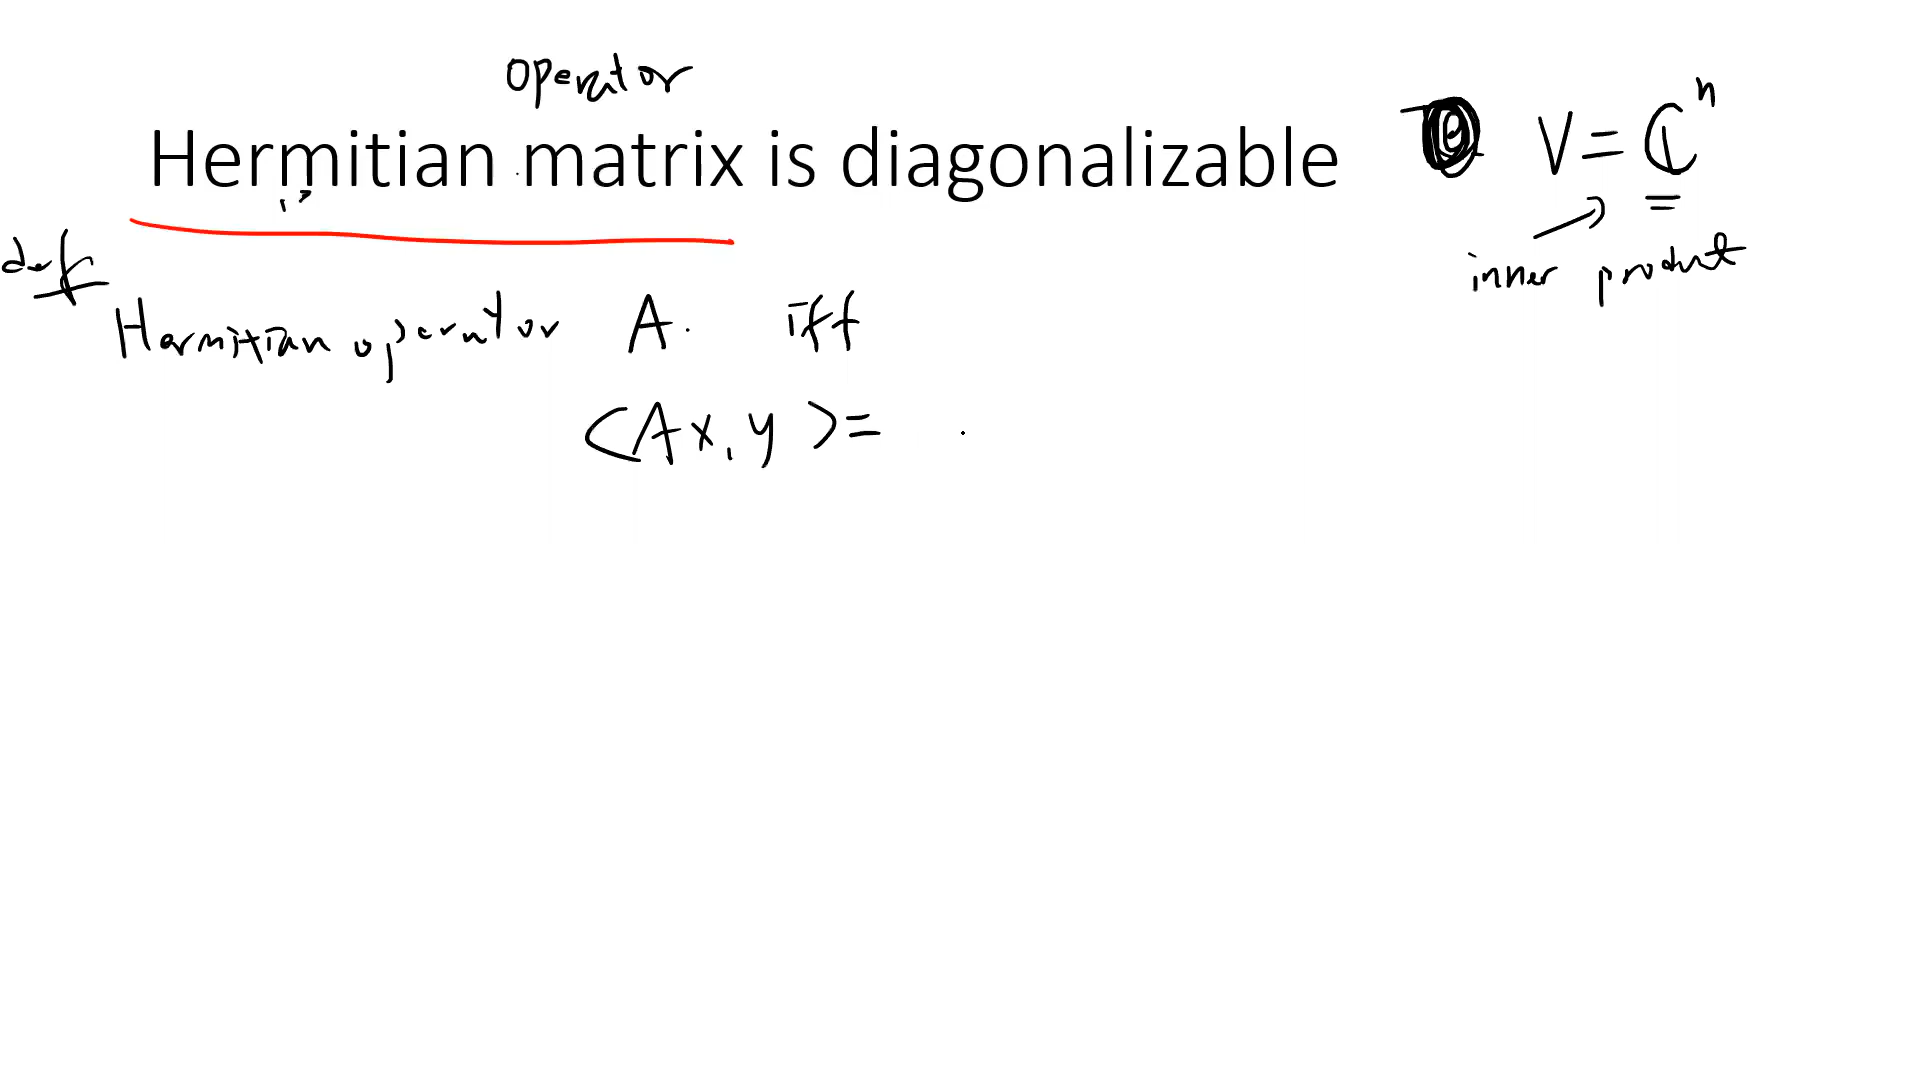 operator
Hermitian matrix is diagonalizable
V = ℂⁿ
inner product
def
Hermitian operator A. iff
<Ax, y> =